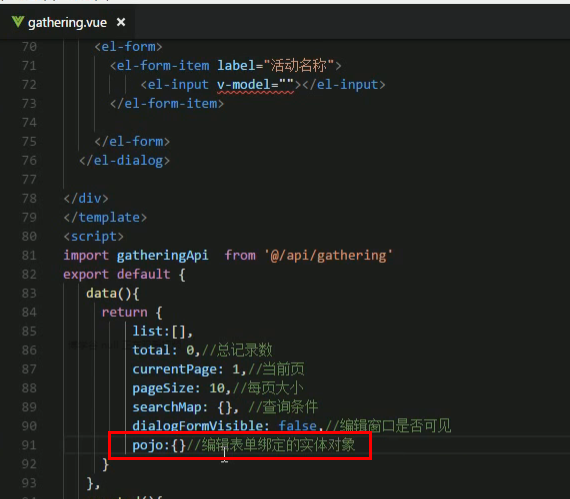 gathering.vue ×
70 <el-form>
71 <el-form-item label="活动名称">
72 <el-input v-model=""></el-input>
73 </el-form-item>
74
75 </el-form>
76 </el-dialog>
77
78 </div>
79 </template>
80 <script>
81 import gatheringApi from '@/api/gathering'
82 export default {
83 data(){
84 return {
85 list:[],
86 total: 0,//总记录数
87 currentPage: 1,//当前页
88 pageSize: 10,//每页大小
89 searchMap: {}, //查询条件
90 dialogFormVisible: false,//编辑窗口是否可见
91 pojo:{}//编辑表单绑定的实体对象
92 }
93 },